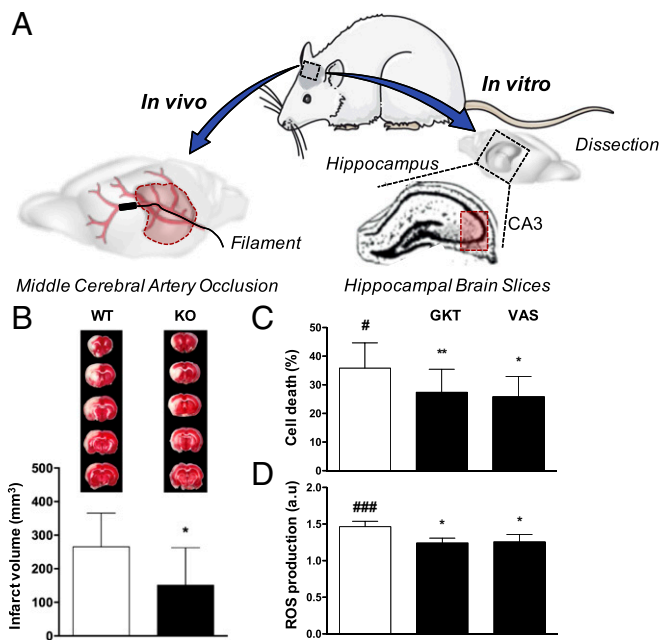 A
In vivo
In vitro
Hippocampus
Dissection
CA3
Filament
Middle Cerebral Artery Occlusion
Hippocampal Brain Slices
B
WT
KO
Infarct volume (mm³)
500
400
300
200
100
0
*
C
GKT
VAS
Cell death (%)
50
40
30
20
10
0
#
**
*
D
ROS production (a.u)
2.0
1.5
1.0
0.5
0.0
###
*
*